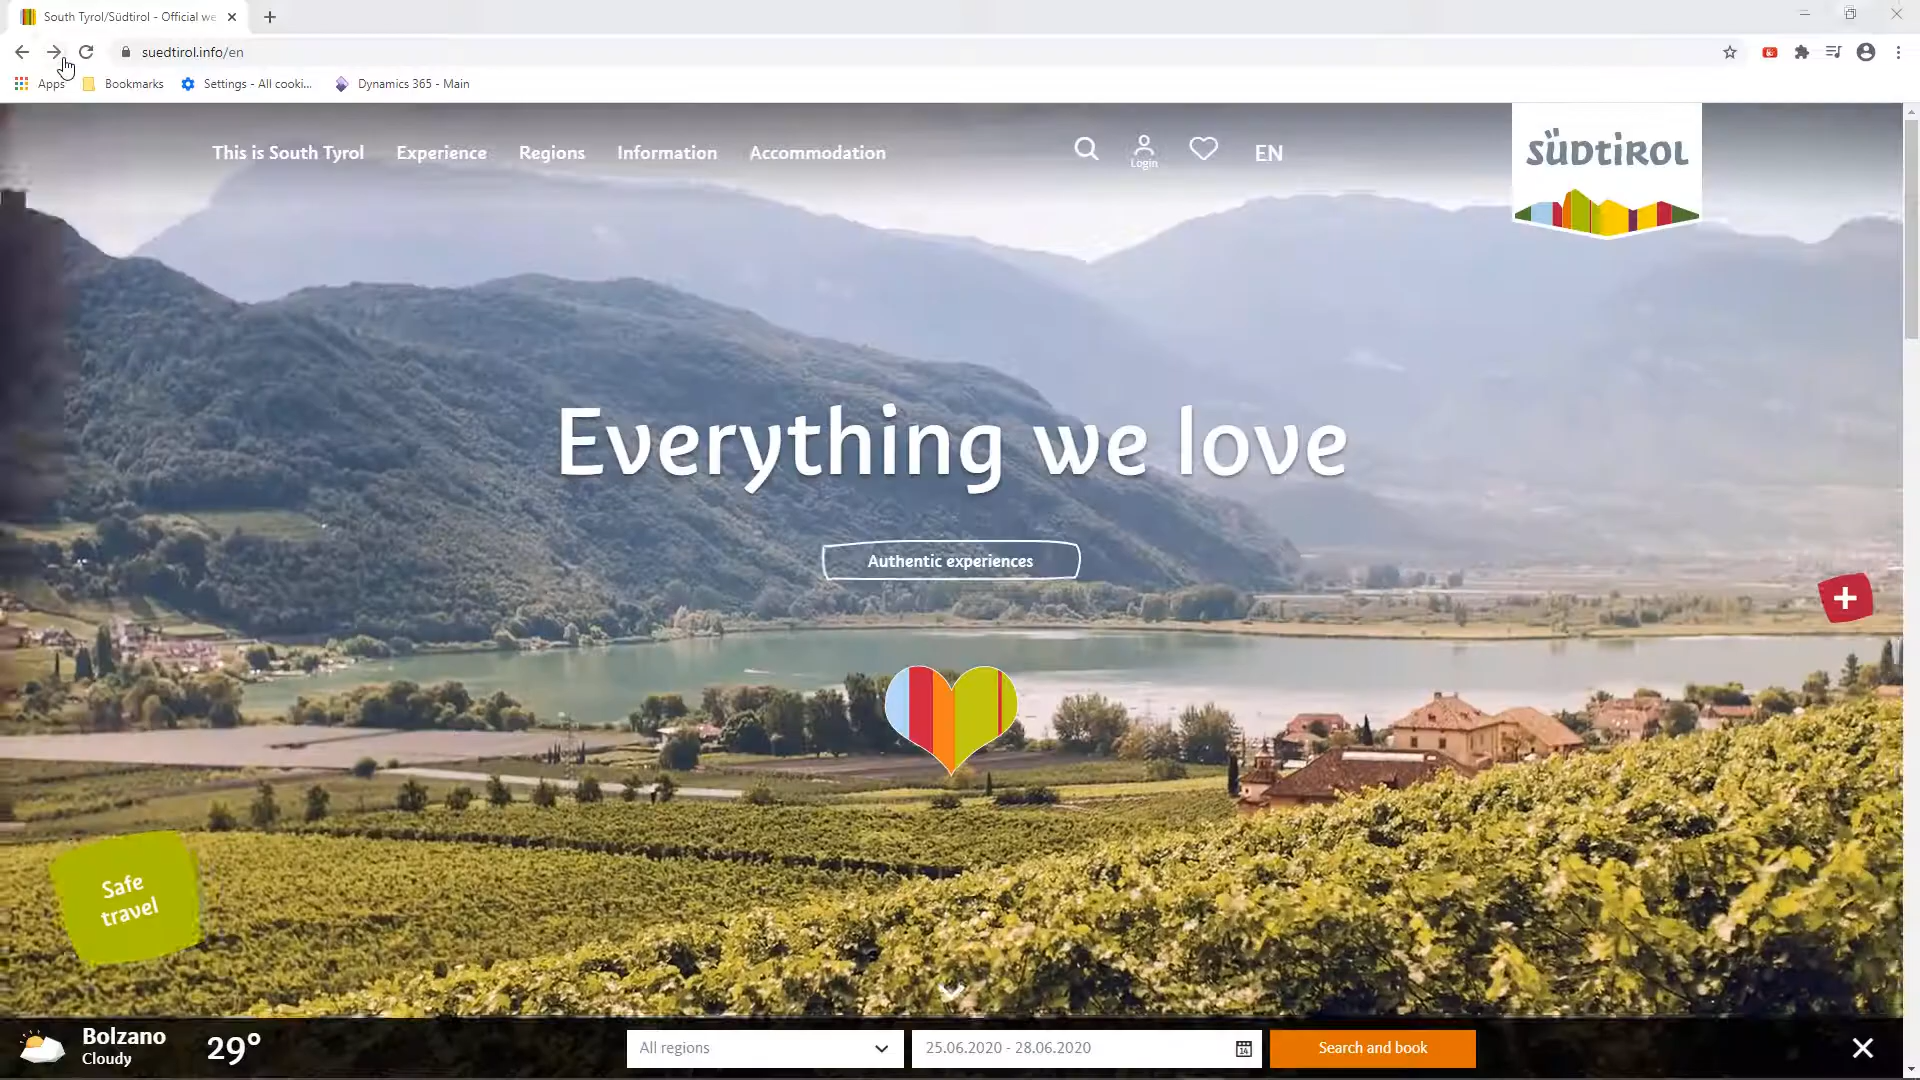 South Tyrol/Südtirol - Official we
suedtirol.info/en
Apps
Bookmarks
Settings - All cooki...
Dynamics 365 - Main
This is South Tyrol
Experience
Regions
Information
Accommodation
Login
EN
SÜDTIROL
Everything we love
Authentic experiences
Safe
travel
Bolzano
Cloudy
29°
All regions
25.06.2020 - 28.06.2020
14
Search and book